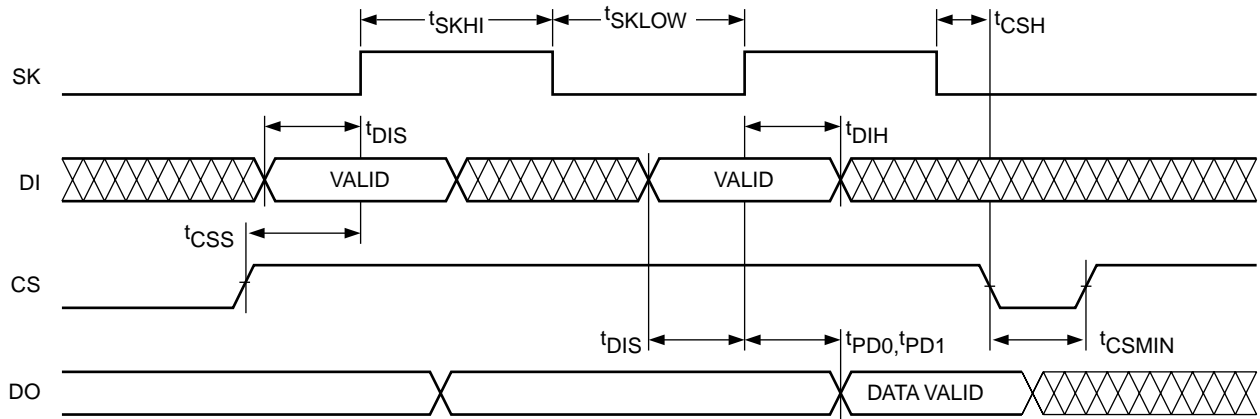 tSKHI tSKLOW tCSH
SK
tDIS tDIH
DI VALID VALID
tCSS
CS
tDIS tPD0,tPD1 tCSMIN
DO DATA VALID